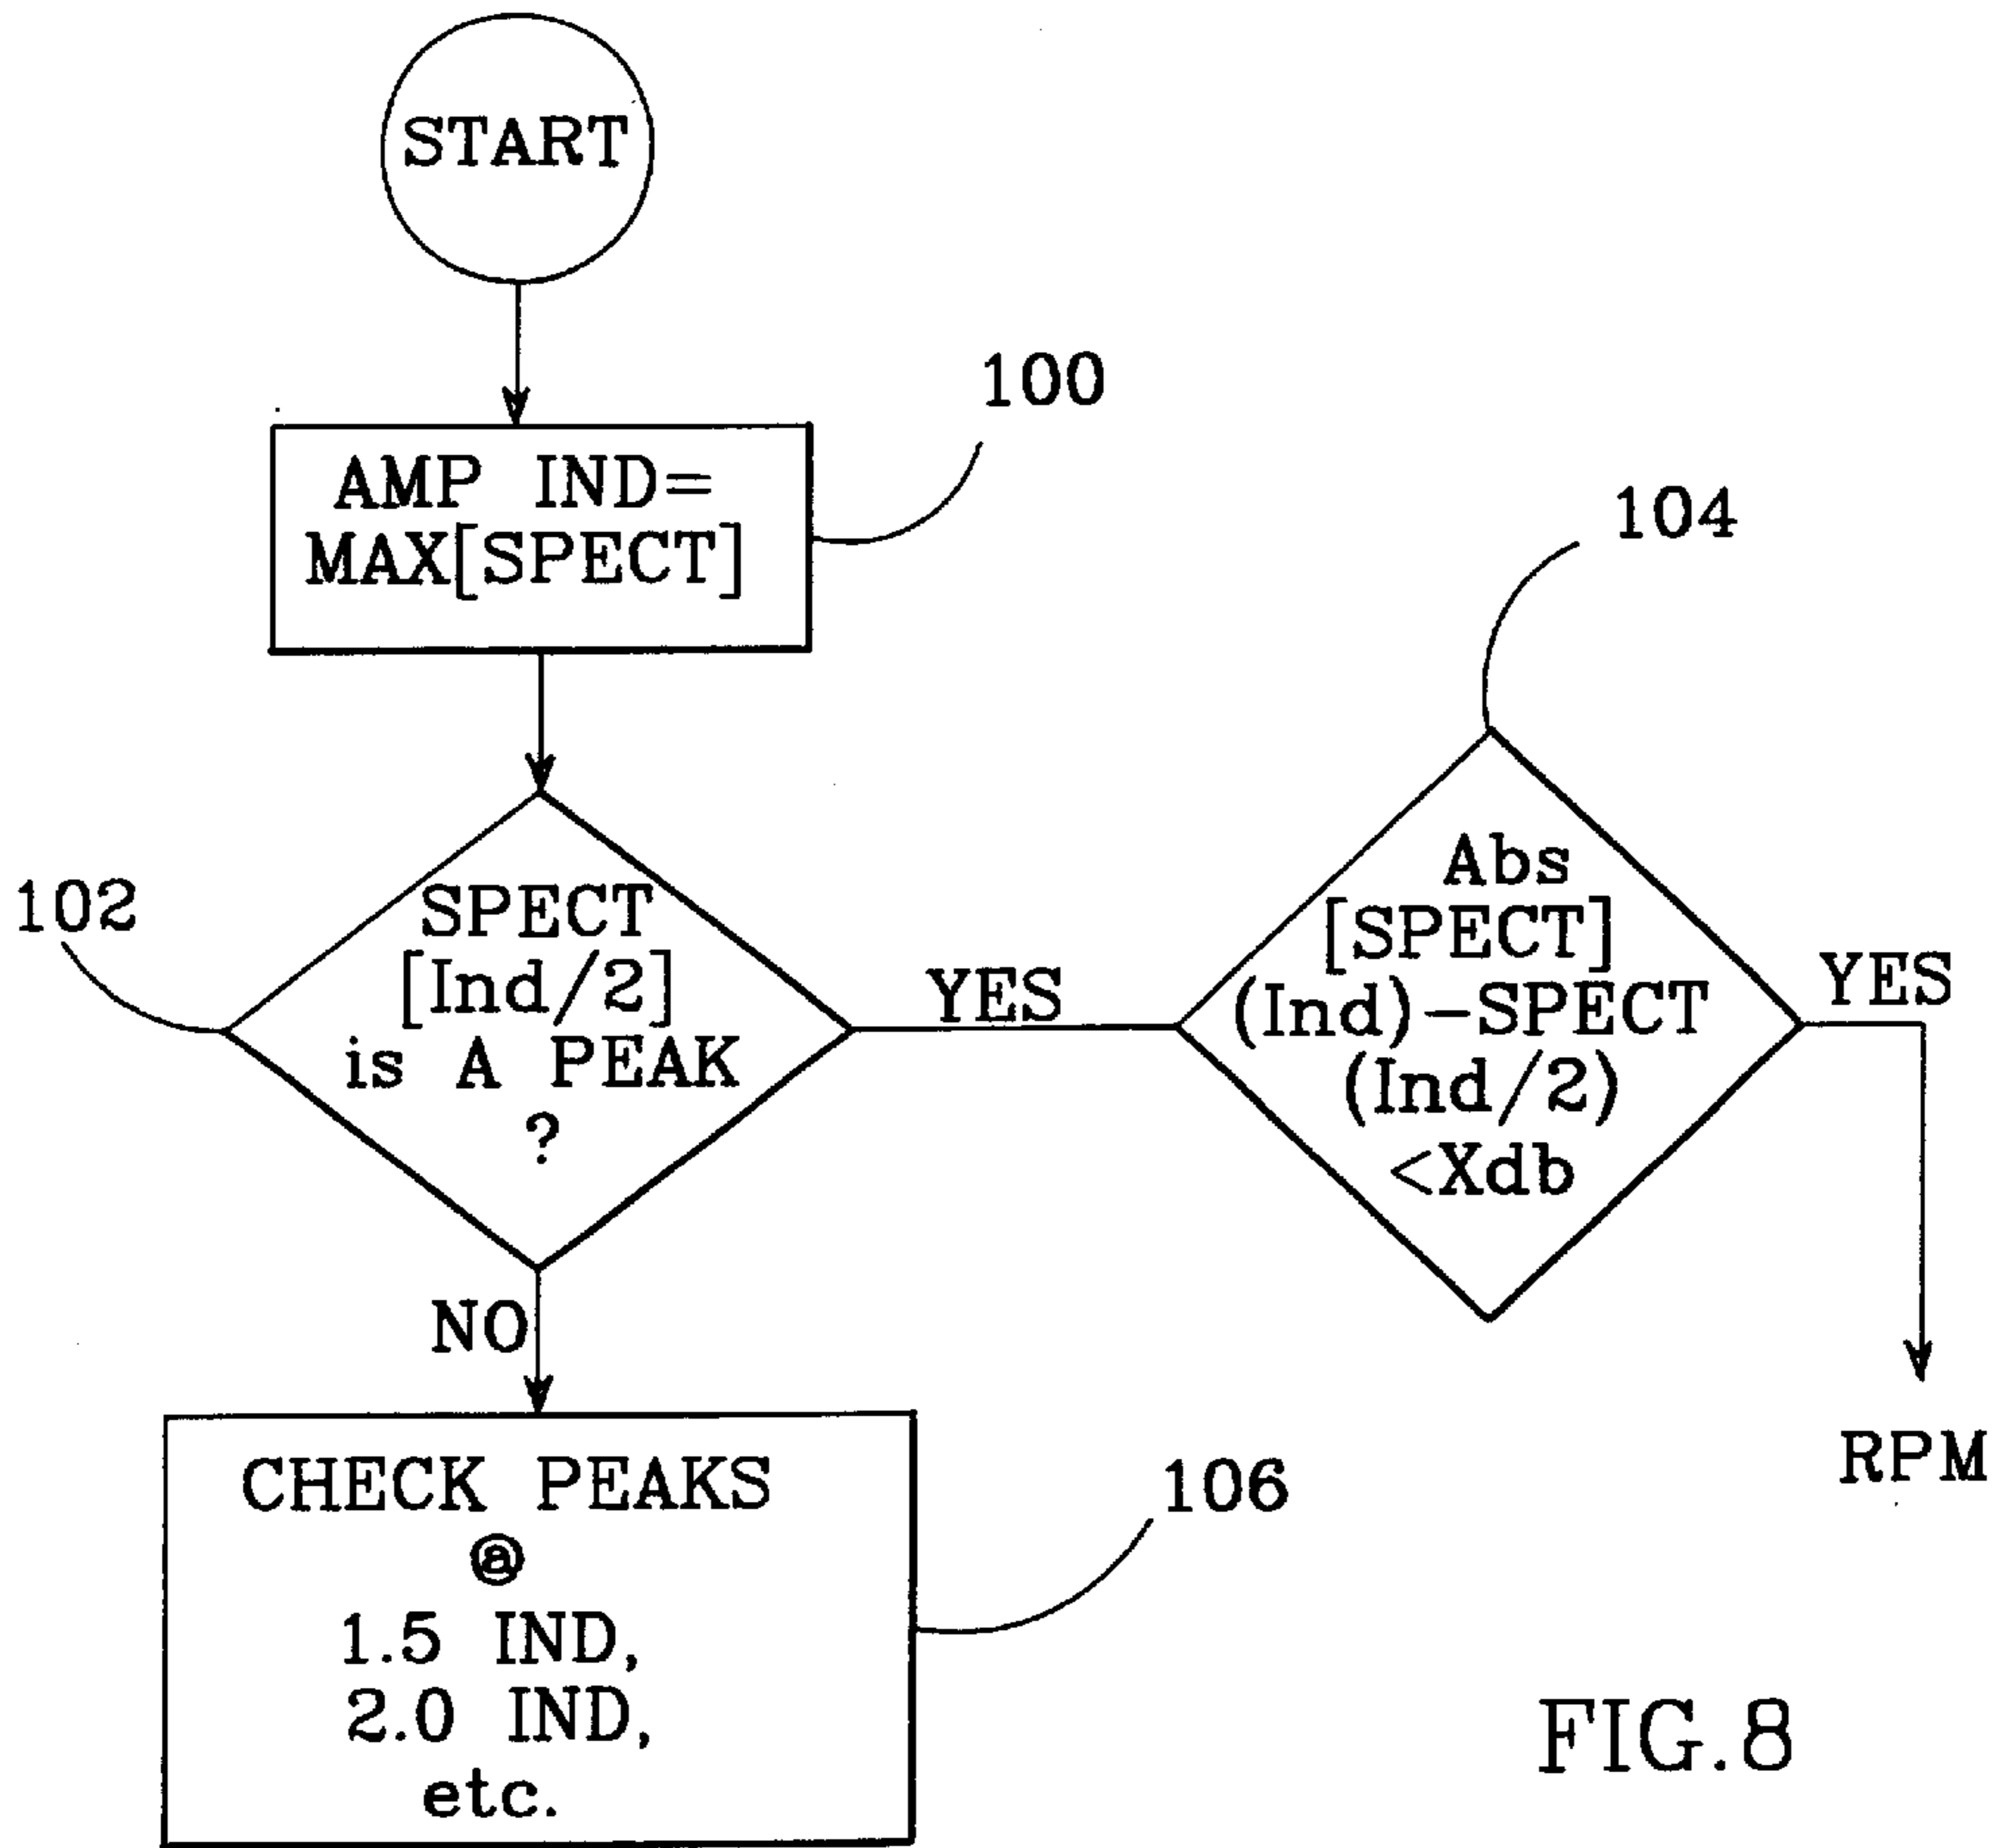 START
100
AMP IND=
MAX[SPECT]
104
102
SPECT
[Ind/2]
is A PEAK
?
YES
Abs
[SPECT]
(Ind)-SPECT
(Ind/2)
<Xdb
YES
NO
RPM
CHECK PEAKS
@
1.5 IND,
2.0 IND,
etc.
106
FIG.8